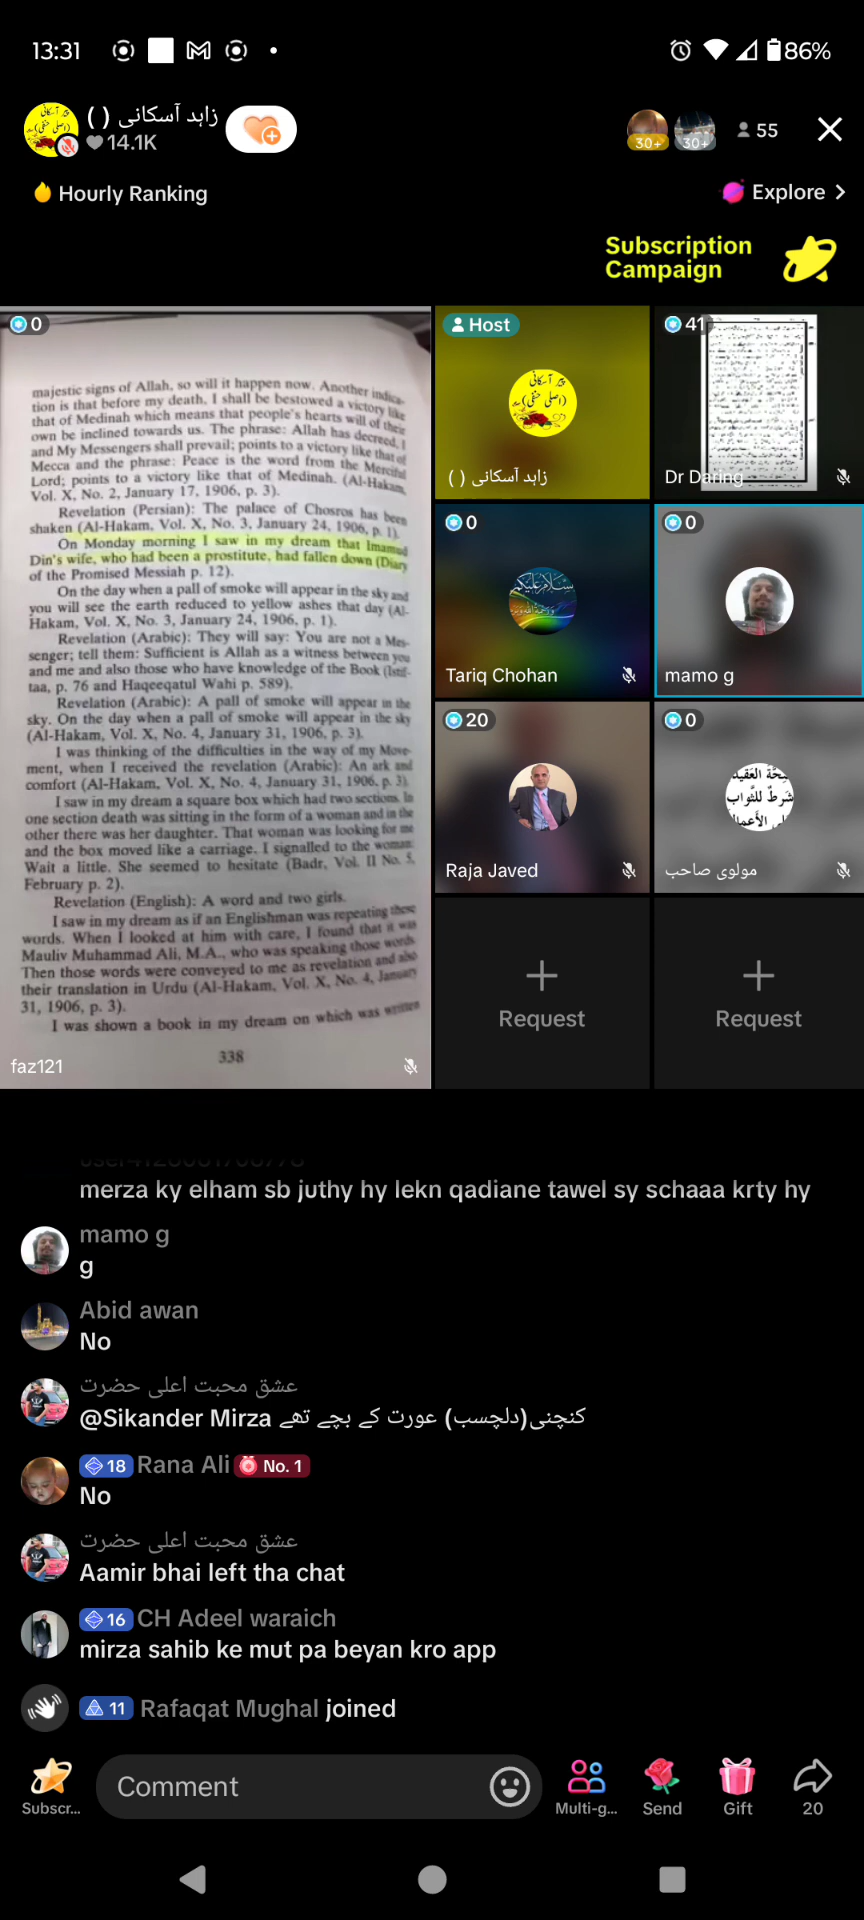 13:31
86%
زاہد آسکانی ( )
14.1K
30+
30+
55
Hourly Ranking
Explore
Subscription
Campaign
0
majestic signs of Allah, so will it happen now. Another indica-
tion is that before my death, I shall be bestowed a victory like
that of Medinah which means that people's hearts will of their
own be inclined towards us. The phrase: Allah has decreed, I
and My Messengers shall prevail; points to a victory like that of
Mecca and the phrase: Peace is the word from the Merciful
Lord; points to a victory like that of Medinah. (Al-Hakam,
Vol. X, No. 2, January 17, 1906, p. 3).
Revelation (Persian): The palace of Chosros has been
shaken (Al-Hakam, Vol. X, No. 3, January 24, 1906, p. 1).
On Monday morning I saw in my dream that Imamud
Din's wife, who had been a prostitute, had fallen down (Diary
of the Promised Messiah p. 12).
On the day when a pall of smoke will appear in the sky and
you will see the earth reduced to yellow ashes that day (Al-
Hakam, Vol. X, No. 3, January 24, 1906, p. 1).
Revelation (Arabic): They will say: You are not a Mes-
senger; tell them: Sufficient is Allah as a witness between you
and me and also those who have knowledge of the Book (Istif-
taa, p. 76 and Haqeeqatul Wahi p. 589).
Revelation (Arabic): A pall of smoke will appear in the
sky. On the day when a pall of smoke will appear in the sky
(Al-Hakam, Vol. X, No. 4, January 31, 1906, p. 3).
I was thinking of the difficulties in the way of my Move-
ment, when I received the revelation (Arabic): An ark and
comfort (Al-Hakam, Vol. X, No. 4, January 31, 1906. p. 3).
I saw in my dream a square box which had two sections. In
one section death was sitting in the form of a woman and in the
other there was her daughter. That woman was looking for me
and the box moved like a carriage. I signalled to the woman:
Wait a little. She seemed to hesitate (Badr, Vol. II No. 5,
February p. 2).
Revelation (English): A word and two girls.
I saw in my dream as if an Englishman was repeating these
words. When I looked at him with care, I found that it was
Mauliv Muhammad Ali, M.A., who was speaking those words.
Then those words were conveyed to me as revelation and also
their translation in Urdu (Al-Hakam, Vol. X, No. 4, January
31, 1906, p. 3).
I was shown a book in my dream on which was written
338
faz121
Host
پیر آسکانی
(اصلی حنفی)
زاہد آسکانی ( )
41
Dr Daring
0
Tariq Chohan
0
mamo g
20
Raja Javed
0
شرطٌ للثَّواب
مولوی صاحب
Request
Request
merza ky elham sb juthy hy lekn qadiane tawel sy schaaa krty hy
mamo g
g
Abid awan
No
عشق محبت اعلی حضرت
@Sikander Mirza کنچنی(دلچسب) عورت کے بچے تھے
18 Rana Ali No. 1
No
عشق محبت اعلی حضرت
Aamir bhai left tha chat
16 CH Adeel waraich
mirza sahib ke mut pa beyan kro app
11 Rafaqat Mughal joined
Subscr...
Comment
Multi-g...
Send
Gift
20